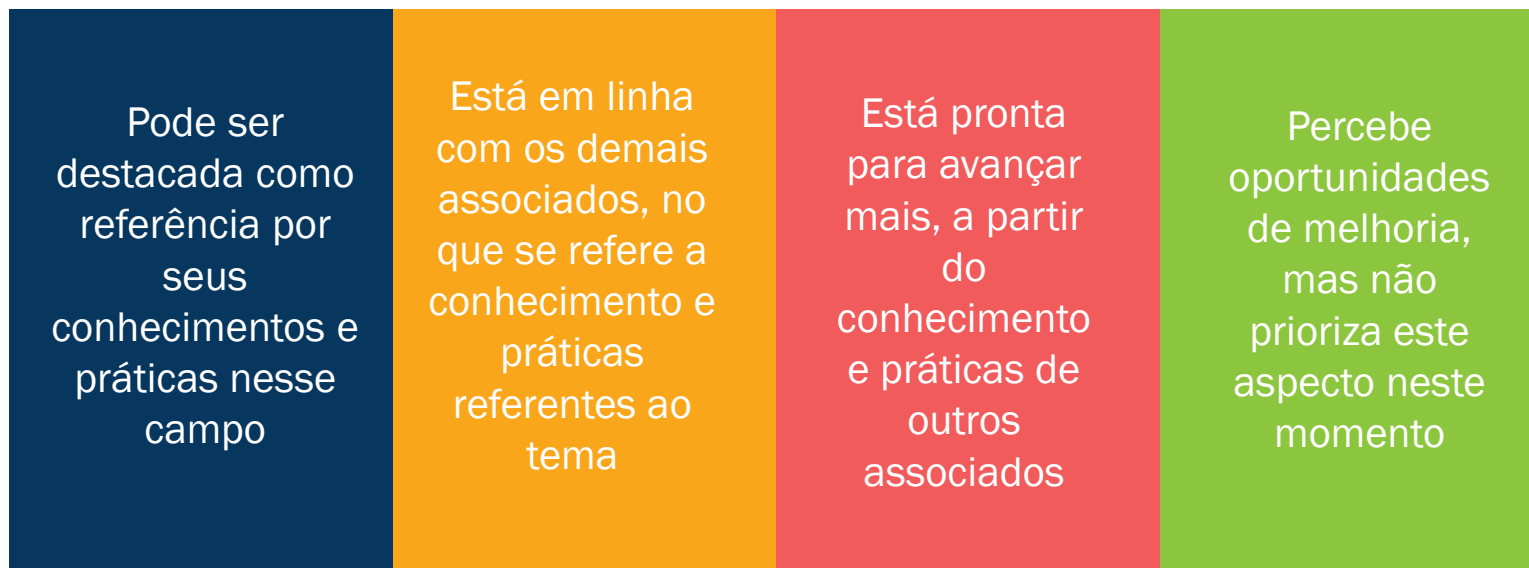 Pode ser
destacada como
referência por
seus
conhecimentos e
práticas nesse
campo
Está em linha
com os demais
associados, no
que se refere a
conhecimento e
práticas
referentes ao
tema
Está pronta
para avançar
mais, a partir
do
conhecimento
e práticas de
outros
associados
Percebe
oportunidades
de melhoria,
mas não
prioriza este
aspecto neste
momento